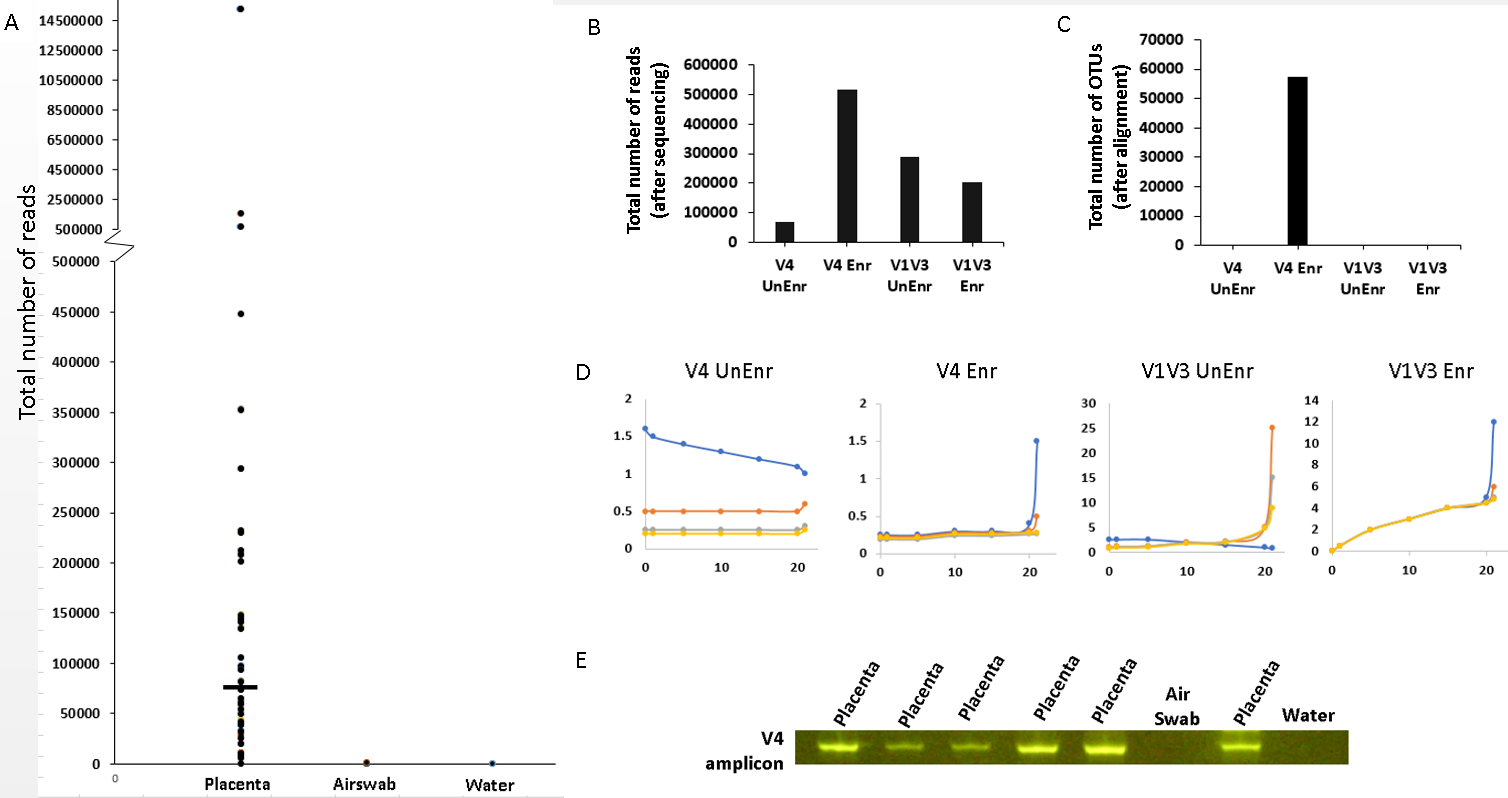 A
Total number of reads
14500000
12500000
10500000
8500000
6500000
4500000
2500000
500000
500000
450000
400000
350000
300000
250000
200000
150000
100000
50000
0
0
Placenta
Airswab
Water
B
Total number of reads
(after sequencing)
600000
500000
400000
300000
200000
100000
0
V4
UnEnr
V4 Enr
V1V3
UnEnr
V1V3
Enr
C
Total number of OTUs
(after alignment)
70000
60000
50000
40000
30000
20000
10000
0
V4
UnEnr
V4 Enr
V1V3
UnEnr
V1V3
Enr
D
V4 UnEnr
2
1.5
1
0.5
0
0 10 20
V4 Enr
2
1.5
1
0.5
0
0 10 20
V1V3 UnEnr
30
25
20
15
10
5
0
0 10 20
V1V3 Enr
14
12
10
8
6
4
2
0
0 10 20
E
Placenta
Placenta
Placenta
Placenta
Placenta
Air
Swab
Placenta
Water
V4
amplicon